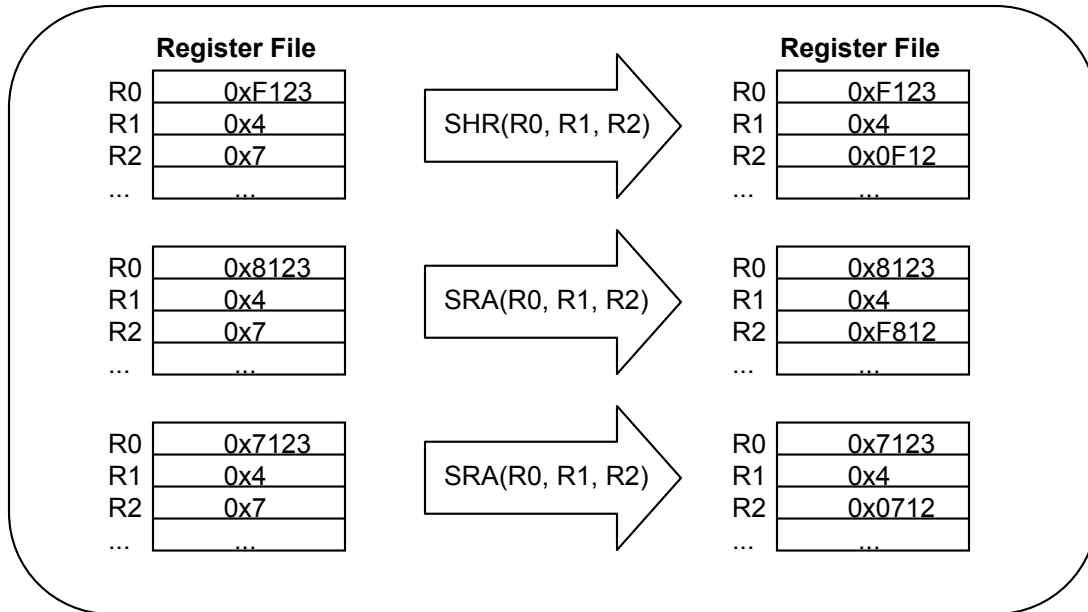 Register File Register File
R0 0xF123 R0 0xF123
R1 0x4 SHR(R0, R1, R2) R1 0x4
R2 0x7 R2 0x0F12
... ... ... ...
R0 0x8123 R0 0x8123
R1 0x4 SRA(R0, R1, R2) R1 0x4
R2 0x7 R2 0xF812
... ... ... ...
R0 0x7123 R0 0x7123
R1 0x4 SRA(R0, R1, R2) R1 0x4
R2 0x7 R2 0x0712
... ... ... ...